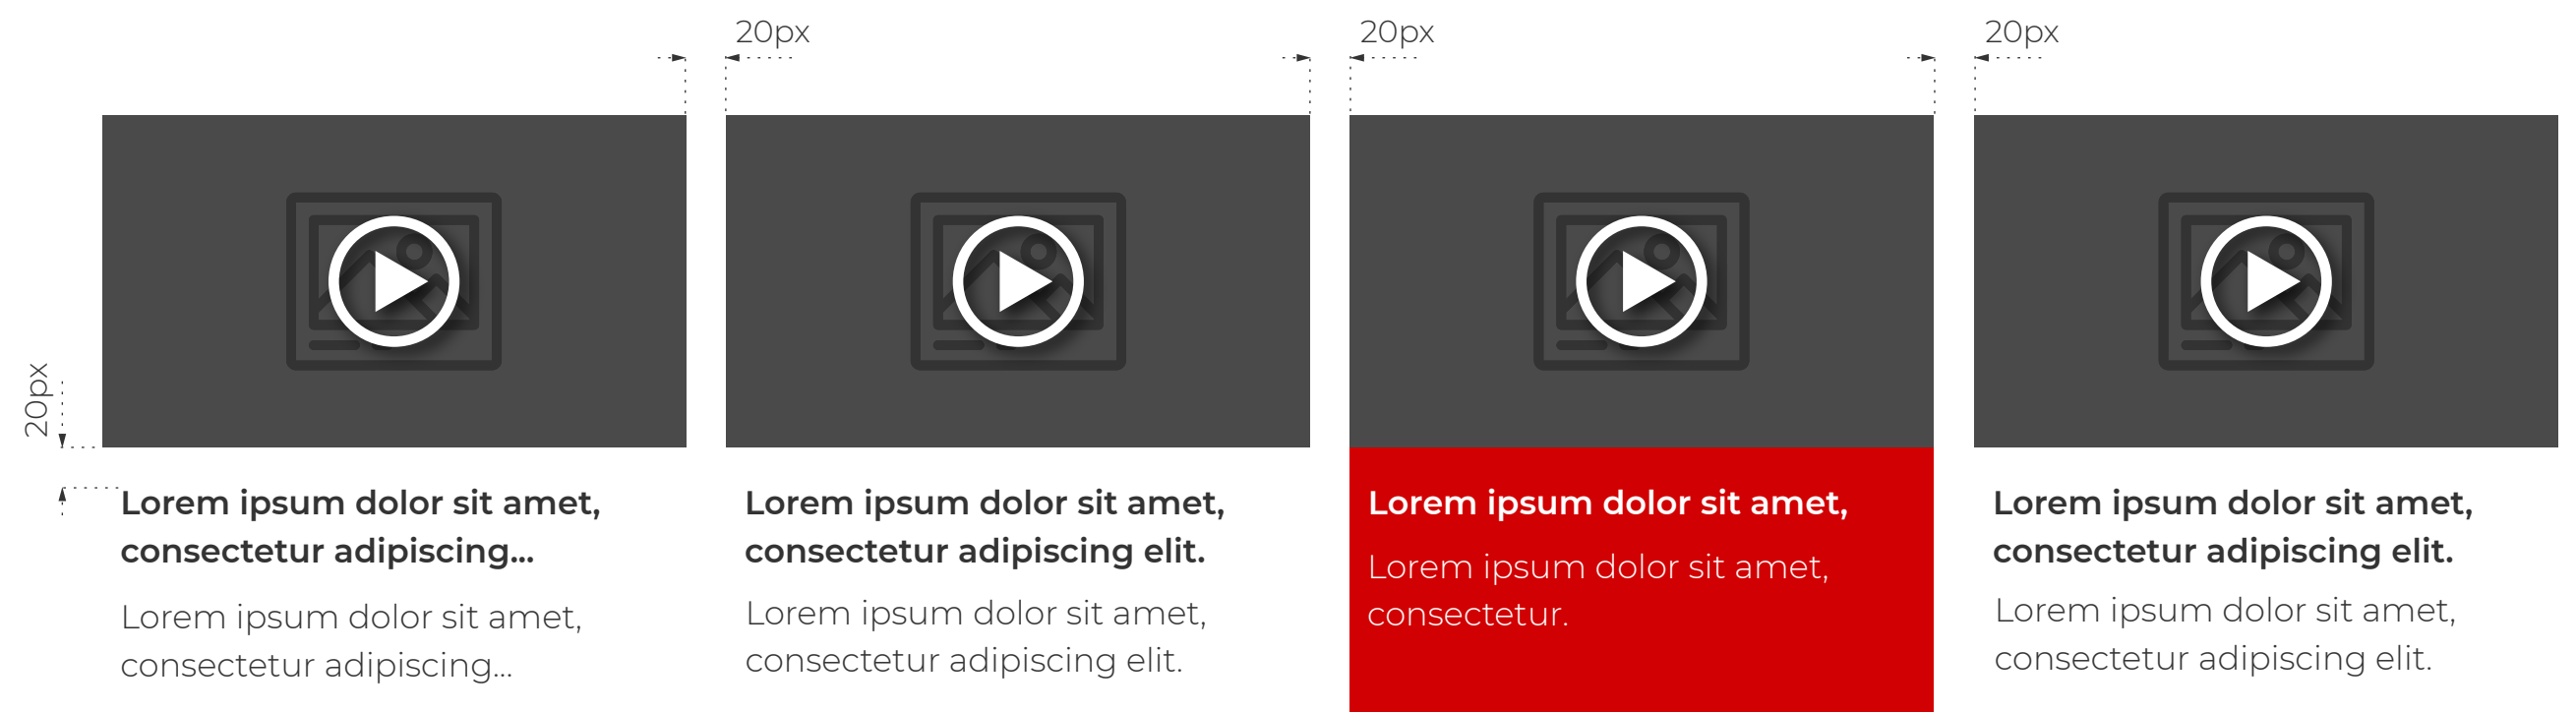 20px
20px
20px
20px
Lorem ipsum dolor sit amet,
consectetur adipiscing...
Lorem ipsum dolor sit amet,
consectetur adipiscing...
Lorem ipsum dolor sit amet,
consectetur adipiscing elit.
Lorem ipsum dolor sit amet,
consectetur adipiscing elit.
Lorem ipsum dolor sit amet,
Lorem ipsum dolor sit amet,
consectetur.
Lorem ipsum dolor sit amet,
consectetur adipiscing elit.
Lorem ipsum dolor sit amet,
consectetur adipiscing elit.